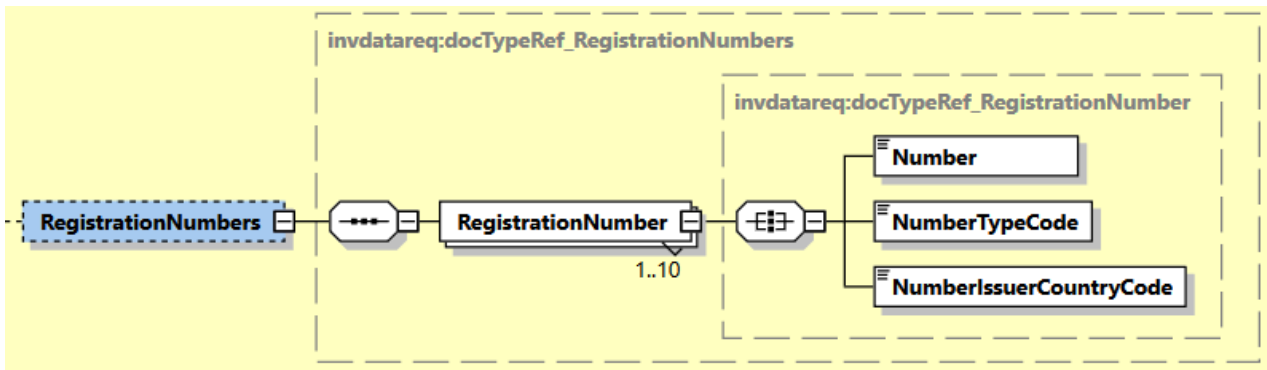 invdatareq:docTypeRef_RegistrationNumbers
invdatareq:docTypeRef_RegistrationNumber
Number
RegistrationNumbers
RegistrationNumber
NumberTypeCode
1..10
NumberIssuerCountryCode